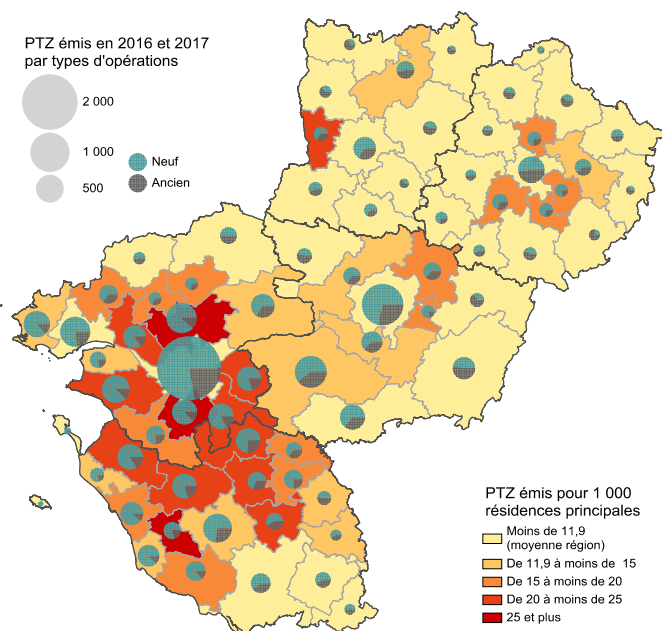 PTZ émis en 2016 et 2017
par types d'opérations
2 000
1 000
500
Neuf
Ancien
PTZ émis pour 1 000
résidences principales
Moins de 11,9
(moyenne région)
De 11,9 à moins de 15
De 15 à moins de 20
De 20 à moins de 25
25 et plus